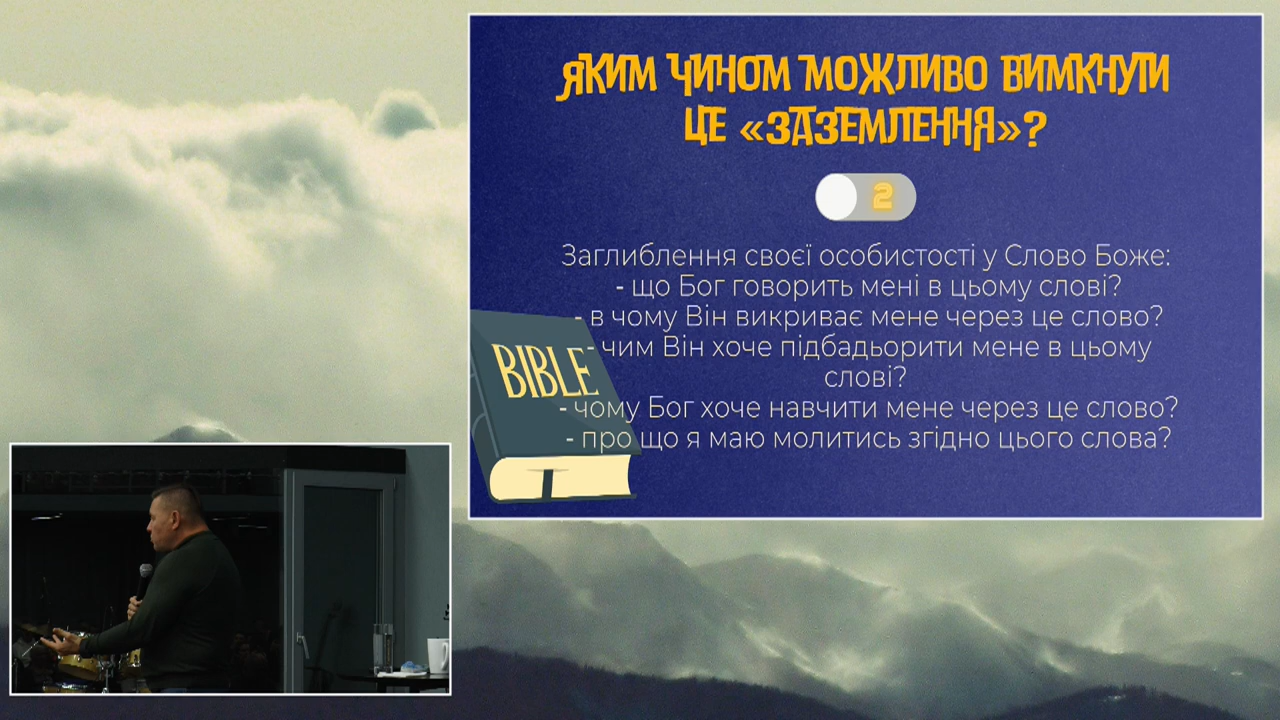 ЯКИМ ЧИНОМ МОЖЛИВО ВИМКНУТИ
ЦЕ «ЗАЗЕМЛЕННЯ»?
2
Заглиблення своєї особистості у Слово Боже:
- що Бог говорить мені в цьому слові?
- в чому Він викриває мене через це слово?
- чим Він хоче підбадьорити мене в цьому
слові?
- чому Бог хоче навчити мене через це слово?
- про що я маю молитись згідно цього слова?
BIBLE